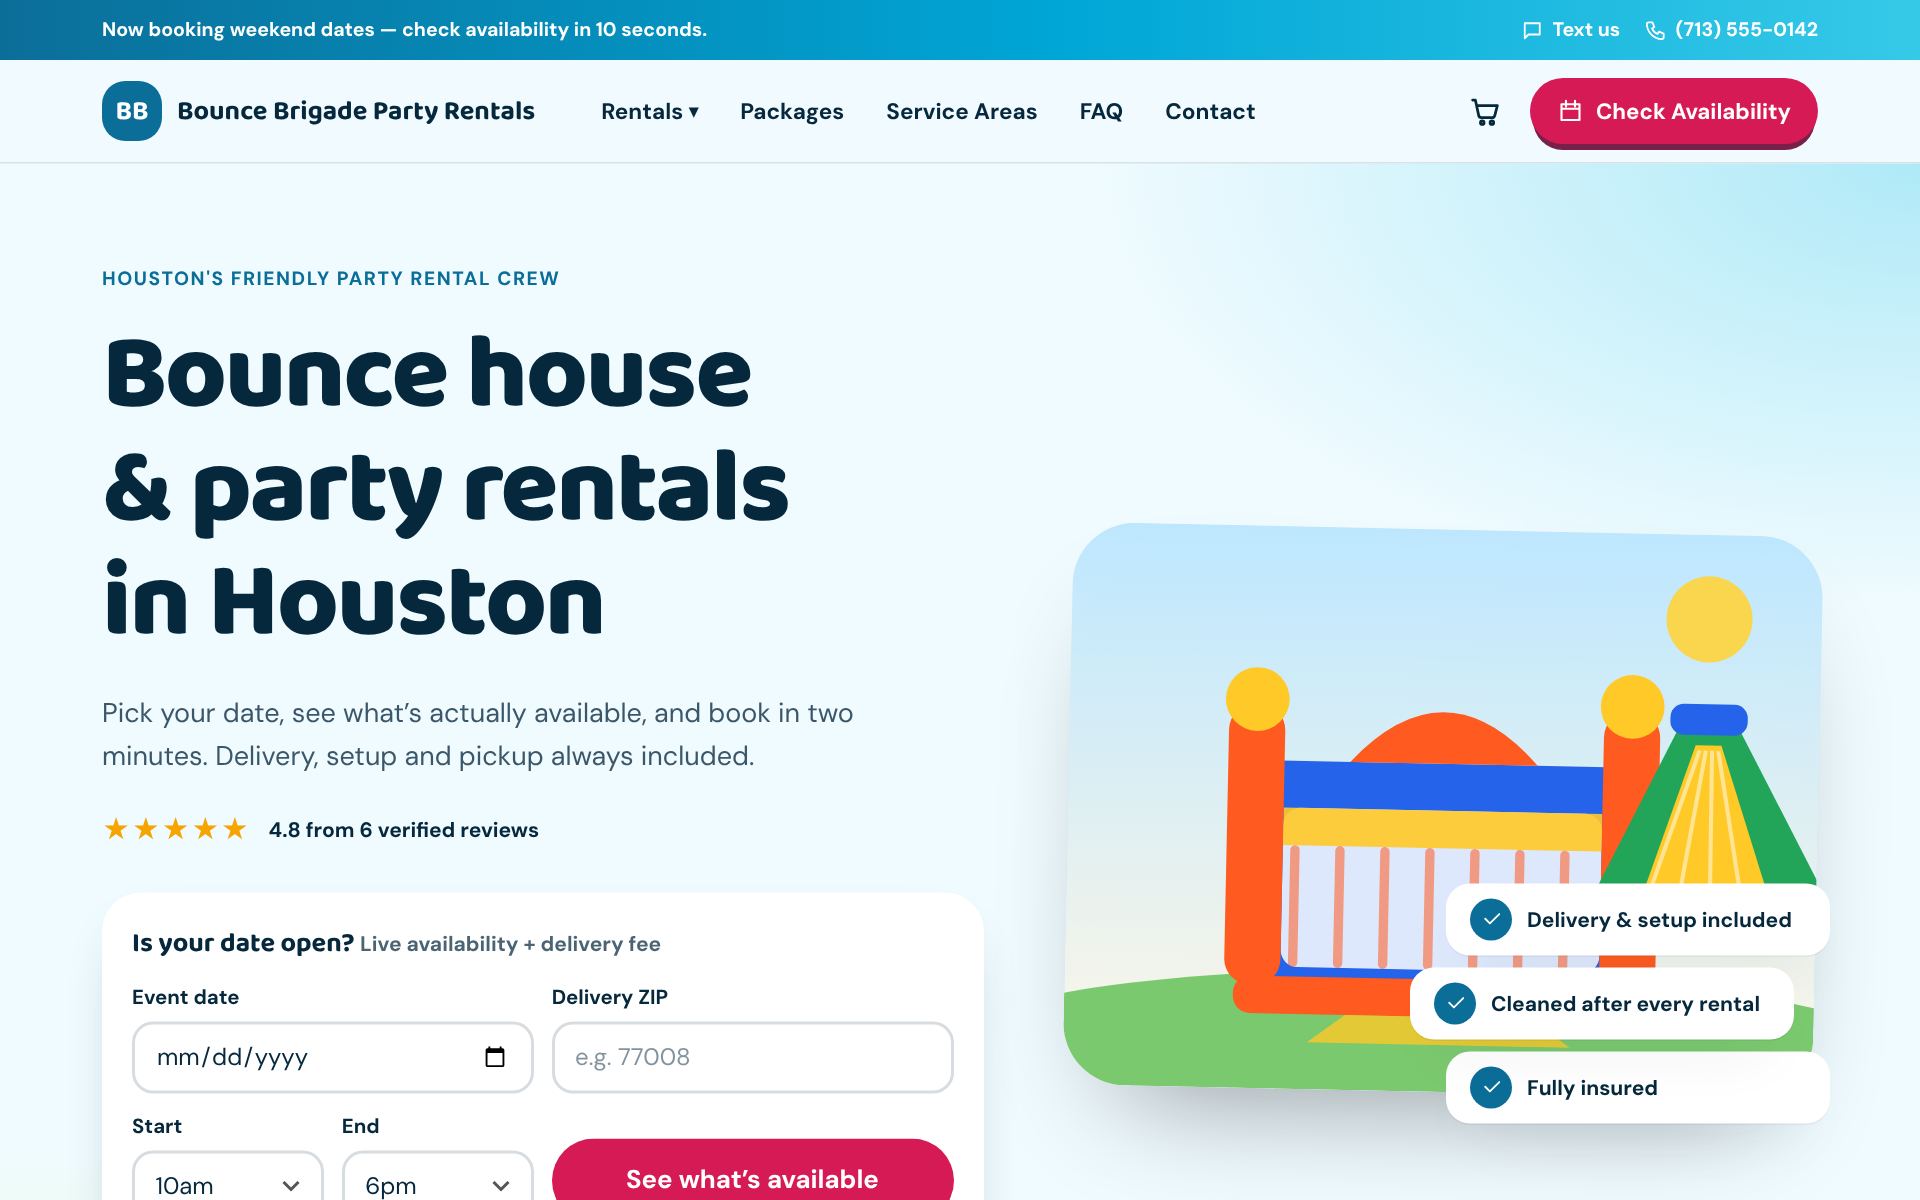 Now booking weekend dates — check availability in 10 seconds.
Text us
(713) 555-0142
BB
Bounce Brigade Party Rentals
Rentals ▾
Packages
Service Areas
FAQ
Contact
Check Availability
HOUSTON'S FRIENDLY PARTY RENTAL CREW
Bounce house
& party rentals
in Houston
Pick your date, see what’s actually available, and book in two
minutes. Delivery, setup and pickup always included.
★★★★★ 4.8 from 6 verified reviews
Is your date open? Live availability + delivery fee
Event date
Delivery ZIP
mm/dd/yyyy
e.g. 77008
Start
End
10am
6pm
See what’s available
Delivery & setup included
Cleaned after every rental
Fully insured